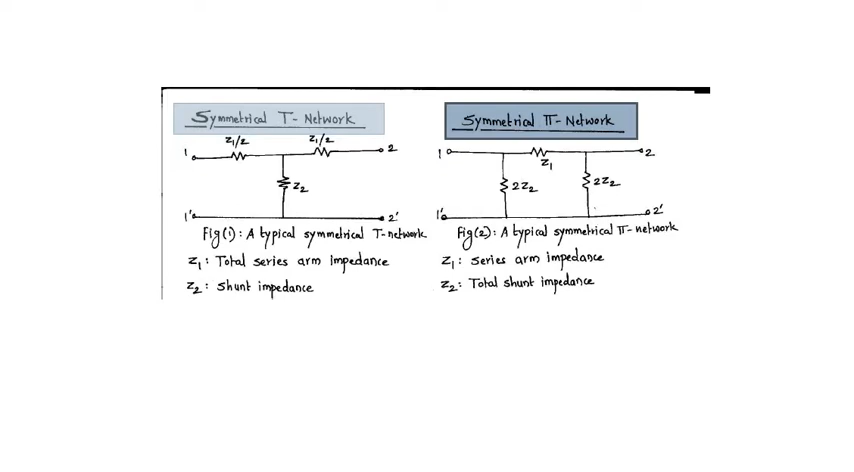 Symmetrical T-Network
Z₁/2
Z₁/2
1
2
Z₂
1'
2'
Fig(1): A typical symmetrical T-network
Z₁: Total series arm impedance
Z₂: Shunt impedance
Symmetrical Π-Network
1
2
Z₁
2Z₂
2Z₂
1'
2'
Fig(2): A typical symmetrical Π-network
Z₁: Series arm impedance
Z₂: Total shunt impedance